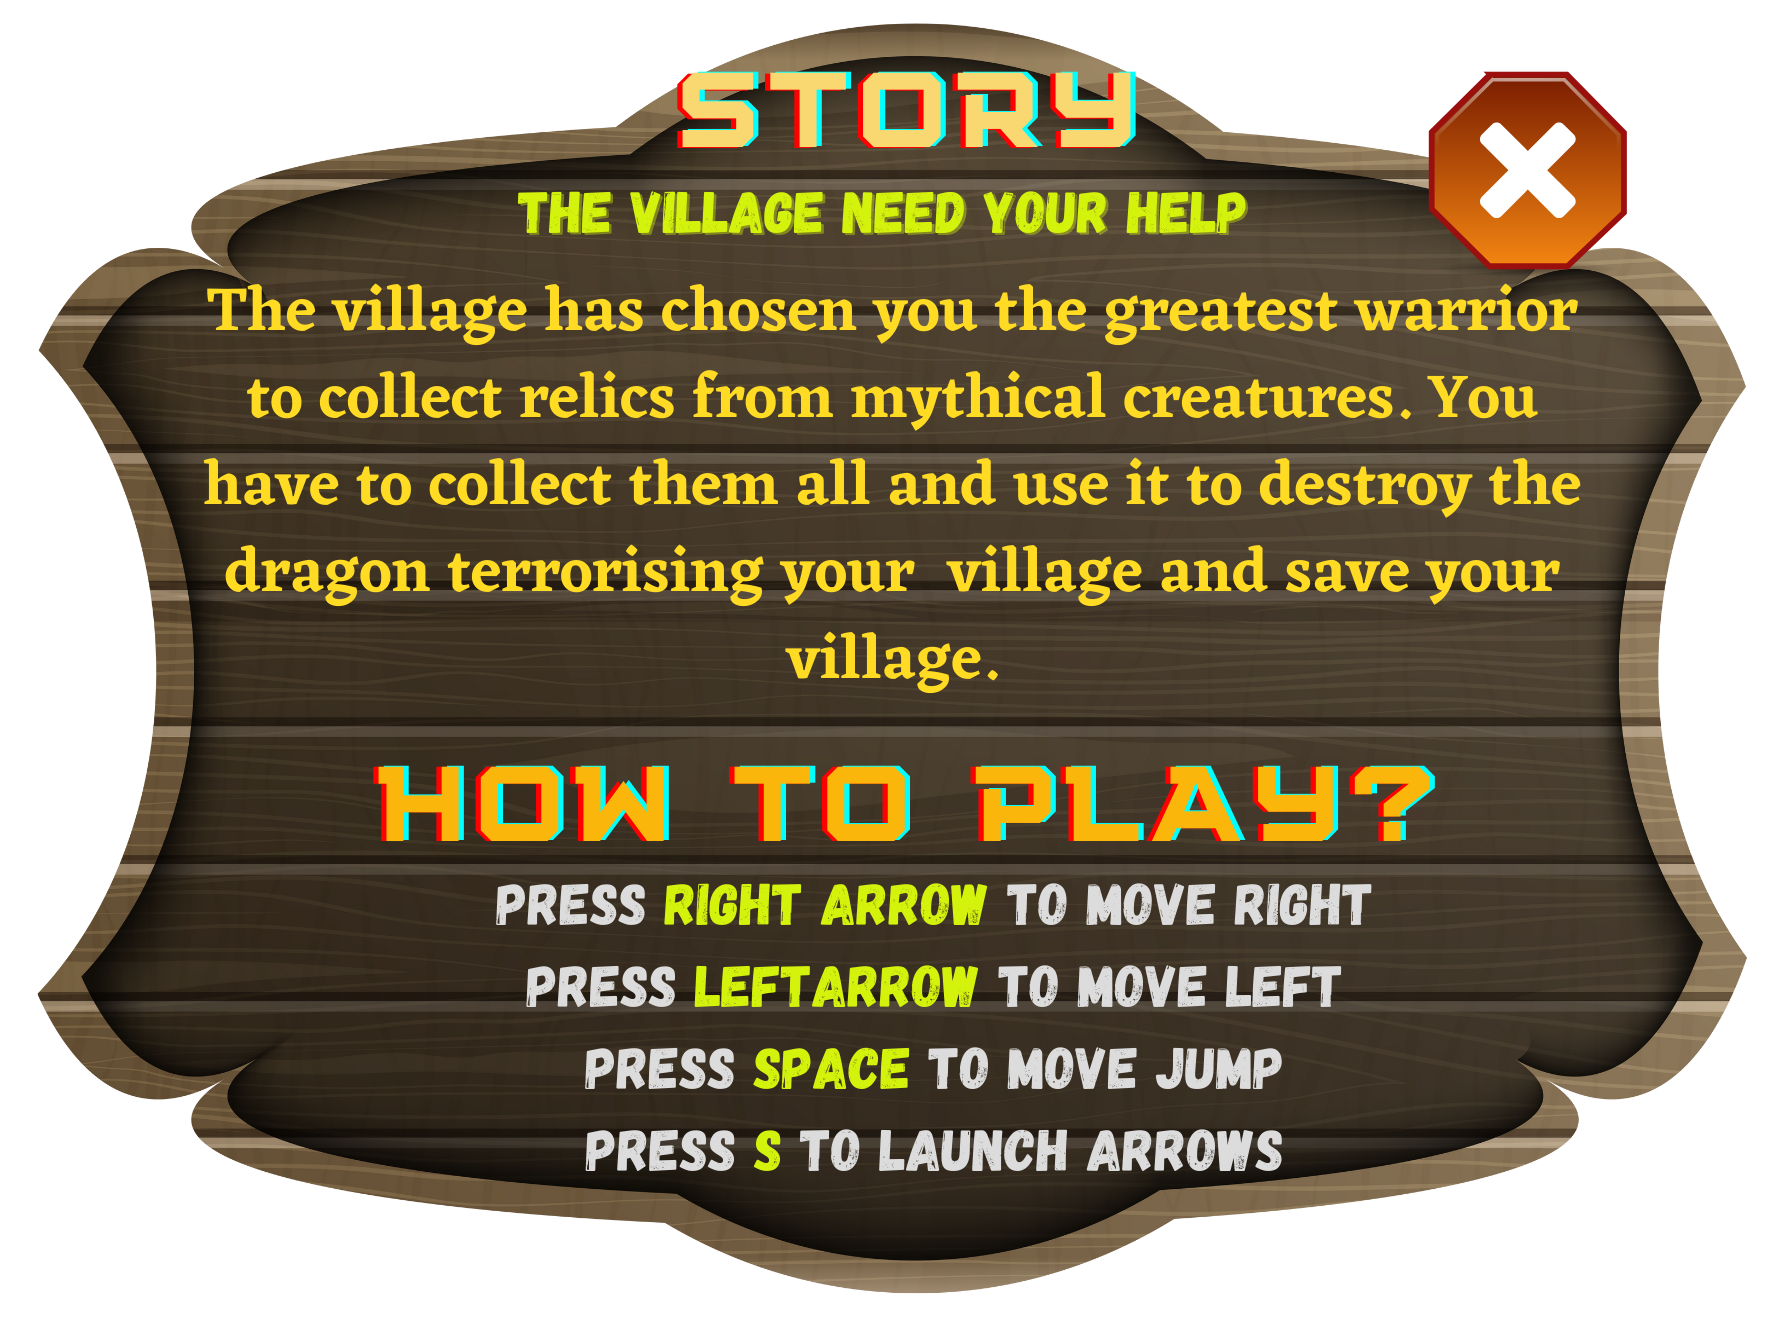 STORY
THE VILLAGE NEED YOUR HELP
The village has chosen you the greatest warrior
to collect relics from mythical creatures. You
have to collect them all and use it to destroy the
dragon terrorising your  village and save your
village.
HOW TO PLAY?
PRESS RIGHT ARROW TO MOVE RIGHT
PRESS LEFTARROW TO MOVE LEFT
PRESS SPACE TO MOVE JUMP
PRESS S TO LAUNCH ARROWS